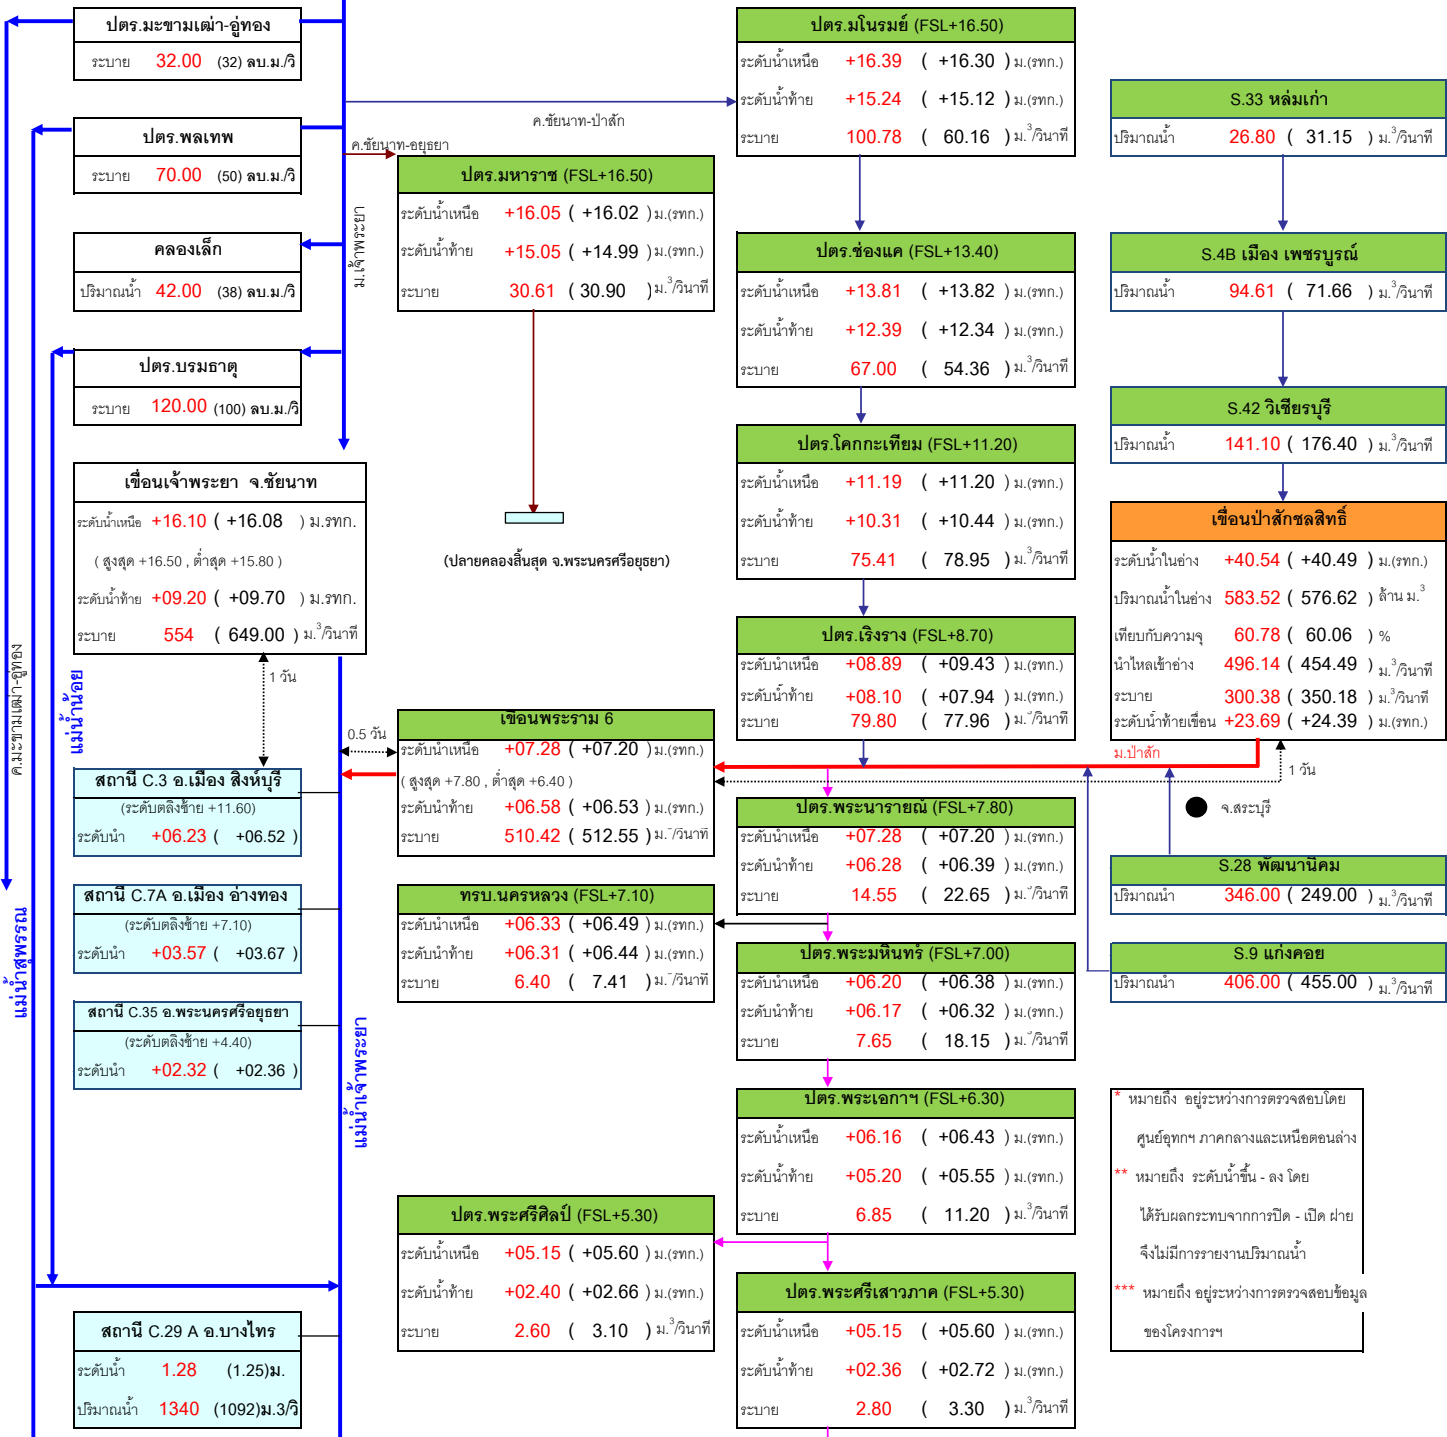 ปตร.มะขามเฒ่า-อู่ทอง
ระบาย 32.00 (32) ลบ.ม./วิ
ปตร.พลเทพ
ระบาย 70.00 (50) ลบ.ม./วิ
คลองเล็ก
ปริมาณน้ำ 42.00 (38) ลบ.ม./วิ
ปตร.บรมธาตุ
ระบาย 120.00 (100) ลบ.ม./วิ
เขื่อนเจ้าพระยา จ.ชัยนาท
ระดับน้ำเหนือ +16.10 ( +16.08 ) ม.รทก.
( สูงสุด +16.50 , ต่ำสุด +15.80 )
ระดับน้ำท้าย +09.20 ( +09.70 ) ม.รทก.
ระบาย 554 ( 649.00 ) ม.3/วินาที
1 วัน
ค.มะขามเฒ่า-อู่ทอง
แม่น้ำน้อย
แม่น้ำสุพรรณ
แม่น้ำเจ้าพระยา
ม.เจ้าพระยา
สถานี C.3 อ.เมือง สิงห์บุรี
(ระดับตลิ่งซ้าย +11.60)
ระดับน้ำ +06.23 ( +06.52 )
สถานี C.7A อ.เมือง อ่างทอง
(ระดับตลิ่งซ้าย +7.10)
ระดับน้ำ +03.57 ( +03.67 )
สถานี C.35 อ.พระนครศรีอยุธยา
(ระดับตลิ่งซ้าย +4.40)
ระดับน้ำ +02.32 ( +02.36 )
สถานี C.29 A อ.บางไทร
ระดับน้ำ 1.28 (1.25)ม.
ปริมาณน้ำ 1340 (1092)ม.3/วิ
ค.ชัยนาท-ป่าสัก
ค.ชัยนาท-อยุธยา
ปตร.มหาราช (FSL+16.50)
ระดับน้ำเหนือ +16.05 ( +16.02 ) ม.(รทก.)
ระดับน้ำท้าย +15.05 ( +14.99 ) ม.(รทก.)
ระบาย 30.61 ( 30.90 ) ม.3/วินาที
(ปลายคลองสิ้นสุด จ.พระนครศรีอยุธยา)
0.5 วัน
เขื่อนพระราม 6
ระดับน้ำเหนือ +07.28 ( +07.20 ) ม.(รทก.)
( สูงสุด +7.80 , ต่ำสุด +6.40 )
ระดับน้ำท้าย +06.58 ( +06.53 ) ม.(รทก.)
ระบาย 510.42 ( 512.55 ) ม.3/วินาที
ทรบ.นครหลวง (FSL+7.10)
ระดับน้ำเหนือ +06.33 ( +06.49 ) ม.(รทก.)
ระดับน้ำท้าย +06.31 ( +06.44 ) ม.(รทก.)
ระบาย 6.40 ( 7.41 ) ม.3/วินาที
ปตร.พระศรีศิลป์ (FSL+5.30)
ระดับน้ำเหนือ +05.15 ( +05.60 ) ม.(รทก.)
ระดับน้ำท้าย +02.40 ( +02.66 ) ม.(รทก.)
ระบาย 2.60 ( 3.10 ) ม.3/วินาที
ปตร.มโนรมย์ (FSL+16.50)
ระดับน้ำเหนือ +16.39 ( +16.30 ) ม.(รทก.)
ระดับน้ำท้าย +15.24 ( +15.12 ) ม.(รทก.)
ระบาย 100.78 ( 60.16 ) ม.3/วินาที
ปตร.ช่องแค (FSL+13.40)
ระดับน้ำเหนือ +13.81 ( +13.82 ) ม.(รทก.)
ระดับน้ำท้าย +12.39 ( +12.34 ) ม.(รทก.)
ระบาย 67.00 ( 54.36 ) ม.3/วินาที
ปตร.โคกกะเทียม (FSL+11.20)
ระดับน้ำเหนือ +11.19 ( +11.20 ) ม.(รทก.)
ระดับน้ำท้าย +10.31 ( +10.44 ) ม.(รทก.)
ระบาย 75.41 ( 78.95 ) ม.3/วินาที
ปตร.เริงราง (FSL+8.70)
ระดับน้ำเหนือ +08.89 ( +09.43 ) ม.(รทก.)
ระดับน้ำท้าย +08.10 ( +07.94 ) ม.(รทก.)
ระบาย 79.80 ( 77.96 ) ม.3/วินาที
ปตร.พระนารายณ์ (FSL+7.80)
ระดับน้ำเหนือ +07.28 ( +07.20 ) ม.(รทก.)
ระดับน้ำท้าย +06.28 ( +06.39 ) ม.(รทก.)
ระบาย 14.55 ( 22.65 ) ม.3/วินาที
ปตร.พระมหินทร์ (FSL+7.00)
ระดับน้ำเหนือ +06.20 ( +06.38 ) ม.(รทก.)
ระดับน้ำท้าย +06.17 ( +06.32 ) ม.(รทก.)
ระบาย 7.65 ( 18.15 ) ม.3/วินาที
ปตร.พระเอกาฯ (FSL+6.30)
ระดับน้ำเหนือ +06.16 ( +06.43 ) ม.(รทก.)
ระดับน้ำท้าย +05.20 ( +05.55 ) ม.(รทก.)
ระบาย 6.85 ( 11.20 ) ม.3/วินาที
ปตร.พระศรีเสาวภาค (FSL+5.30)
ระดับน้ำเหนือ +05.15 ( +05.60 ) ม.(รทก.)
ระดับน้ำท้าย +02.36 ( +02.72 ) ม.(รทก.)
ระบาย 2.80 ( 3.30 ) ม.3/วินาที
S.33 หล่มเก่า
ปริมาณน้ำ 26.80 ( 31.15 ) ม.3/วินาที
S.4B เมือง เพชรบูรณ์
ปริมาณน้ำ 94.61 ( 71.66 ) ม.3/วินาที
S.42 วิเชียรบุรี
ปริมาณน้ำ 141.10 ( 176.40 ) ม.3/วินาที
เขื่อนป่าสักชลสิทธิ์
ระดับน้ำในอ่าง +40.54 ( +40.49 ) ม.(รทก.)
ปริมาณน้ำในอ่าง 583.52 ( 576.62 ) ล้าน ม.3
เทียบกับความจุ 60.78 ( 60.06 ) %
น้ำไหลเข้าอ่าง 496.14 ( 454.49 ) ม.3/วินาที
ระบาย 300.38 ( 350.18 ) ม.3/วินาที
ระดับน้ำท้ายเขื่อน +23.69 ( +24.39 ) ม.(รทก.)
ม.ป่าสัก
1 วัน
จ.สระบุรี
S.28 พัฒนานิคม
ปริมาณน้ำ 346.00 ( 249.00 ) ม.3/วินาที
S.9 แก่งคอย
ปริมาณน้ำ 406.00 ( 455.00 ) ม.3/วินาที
* หมายถึง อยู่ระหว่างการตรวจสอบโดย
ศูนย์อุทกฯ ภาคกลางและเหนือตอนล่าง
** หมายถึง ระดับน้ำขึ้น - ลง โดย
ได้รับผลกระทบจากการปิด - เปิด ฝาย
จึงไม่มีการรายงานปริมาณน้ำ
*** หมายถึง อยู่ระหว่างการตรวจสอบข้อมูล
ของโครงการฯ